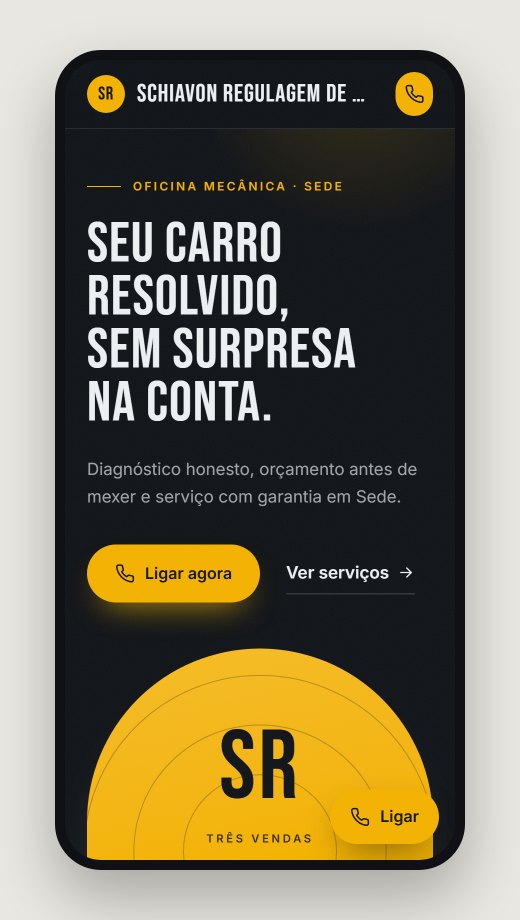 SR SCHIAVON REGULAGEM DE ...
OFICINA MECÂNICA · SEDE
SEU CARRO
RESOLVIDO,
SEM SURPRESA
NA CONTA.
Diagnóstico honesto, orçamento antes de
mexer e serviço com garantia em Sede.
Ligar agora
Ver serviços →
SR
Ligar
TRÊS VENDAS